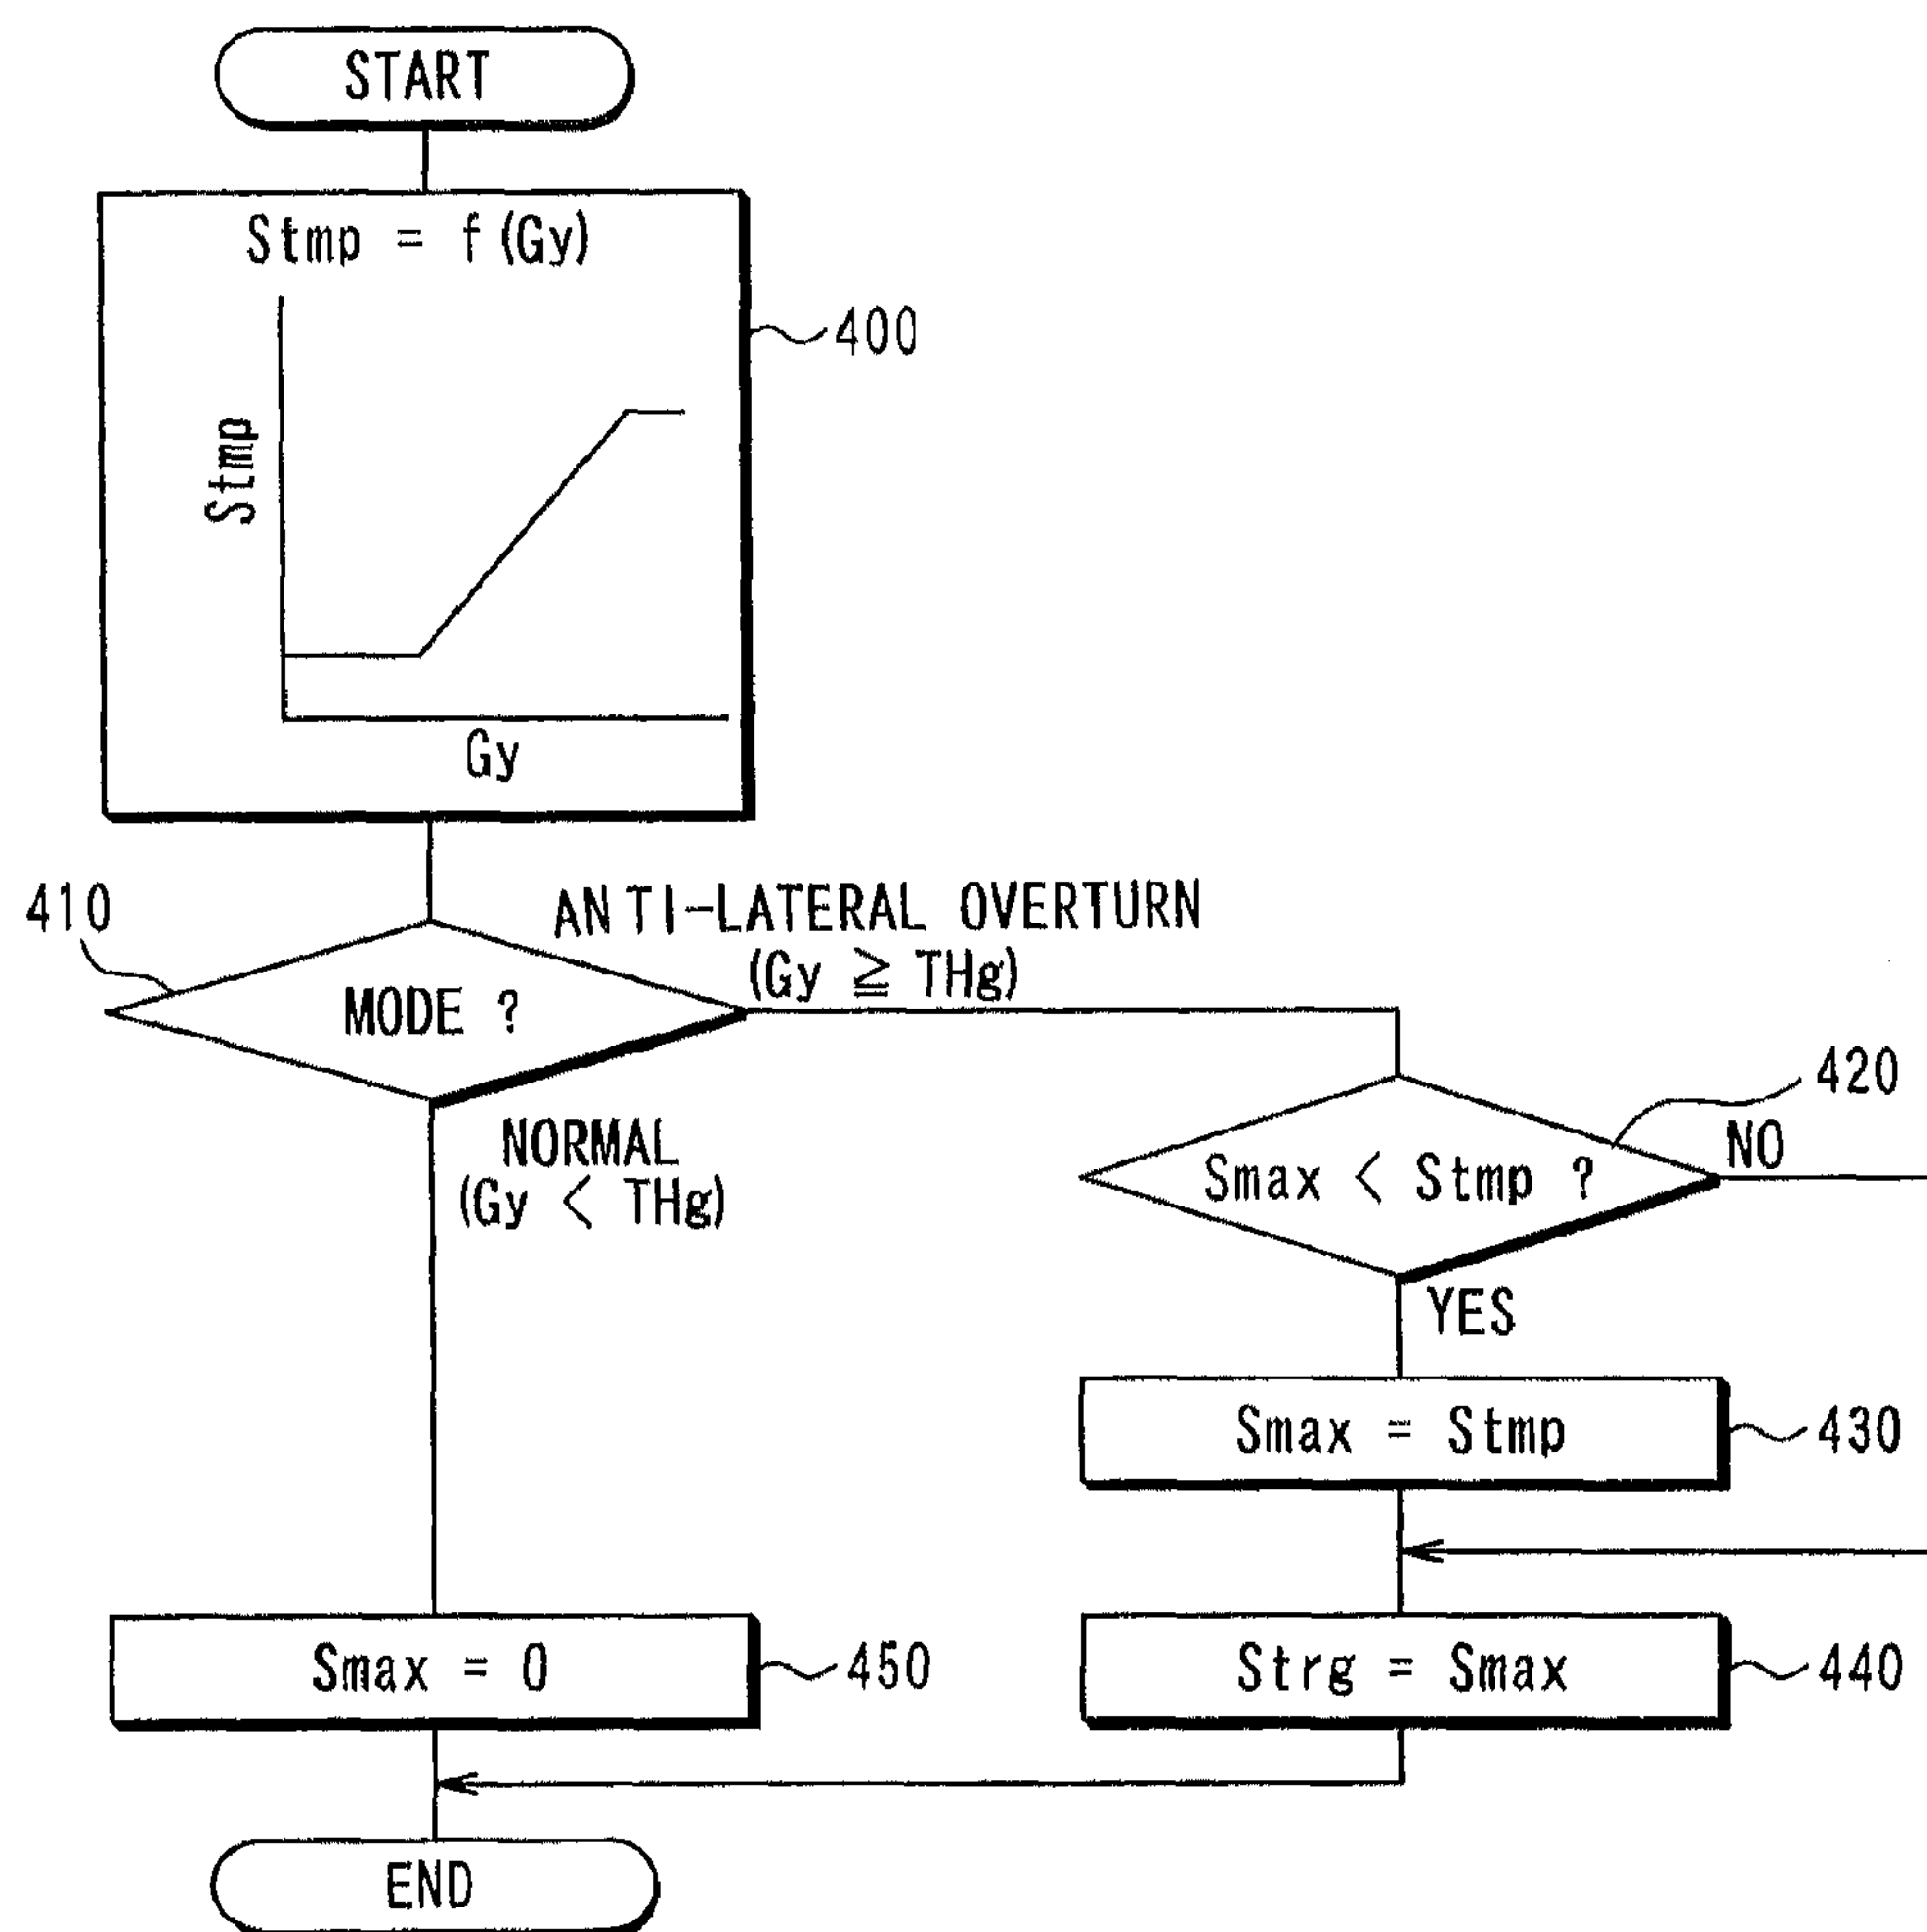 START
Stmp = f(Gy)
400
Stmp
Gy
410
ANTI-LATERAL OVERTURN
(Gy ≧ THg)
MODE ?
420
NO
NORMAL
(Gy < THg)
Smax < Stmp ?
YES
Smax = Stmp
430
Smax = 0
450
Strg = Smax
440
END